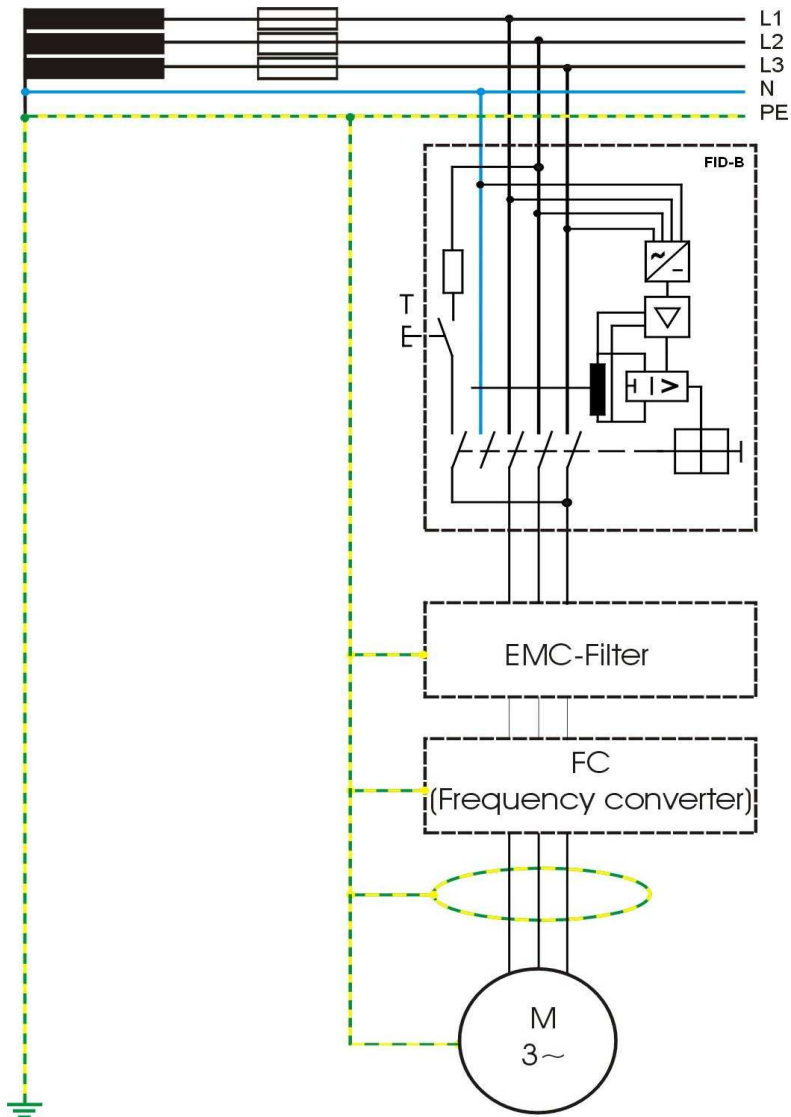 L1
L2
L3
N
PE
FID-B
T
EMC-Filter
FC
(Frequency converter)
M
3~